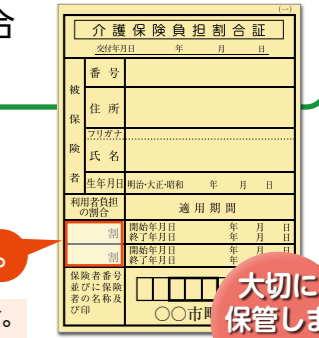 合
(一)
介護保険負担割合証
交付年月日 年 月 日
被保険者
番号
住所
フリガナ
氏名
生年月日 明治・大正・昭和 年 月 日
利用者負担の割合 適用期間
割 開始年月日 年 月 日
終了年月日 年 月 日
割 開始年月日 年 月 日
終了年月日 年 月 日
保険者番号
並びに保険
者の名称及
び印
〇〇市
。
。
大切に
保管しま